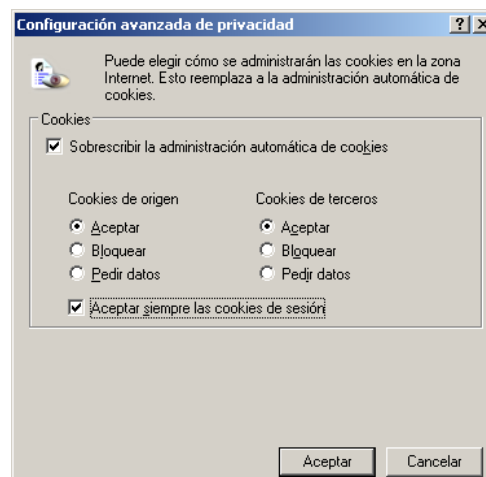 Configuración avanzada de privacidad
Puede elegir cómo se administrarán las cookies en la zona
Internet. Esto reemplaza a la administración automática de
cookies.
Cookies
Sobrescribir la administración automática de cookies
Cookies de origen Cookies de terceros
Aceptar Aceptar
Bloquear Bloquear
Pedir datos Pedir datos
Aceptar siempre las cookies de sesión
Aceptar Cancelar